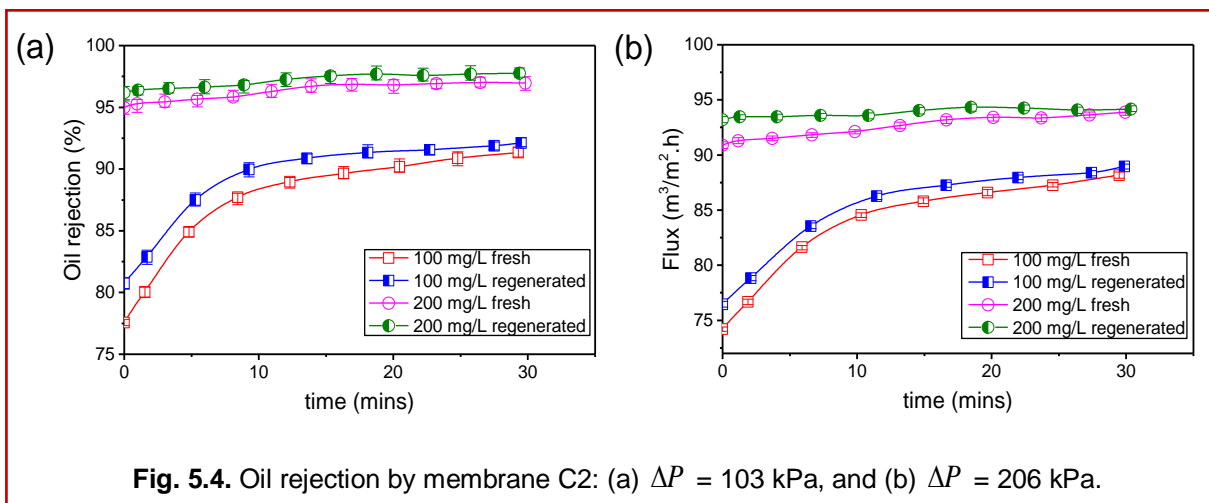 (a)
100
95
90
85
80
75
Oil rejection (%)
0 10 20 30
time (mins)
100 mg/L fresh
100 mg/L regenerated
200 mg/L fresh
200 mg/L regenerated
(b)
100
95
90
85
80
75
Flux (m³/m².h)
0 10 20 30
time (mins)
100 mg/L fresh
100 mg/L regenerated
200 mg/L fresh
200 mg/L regenerated
Fig. 5.4. Oil rejection by membrane C2: (a) ΔP = 103 kPa, and (b) ΔP = 206 kPa.